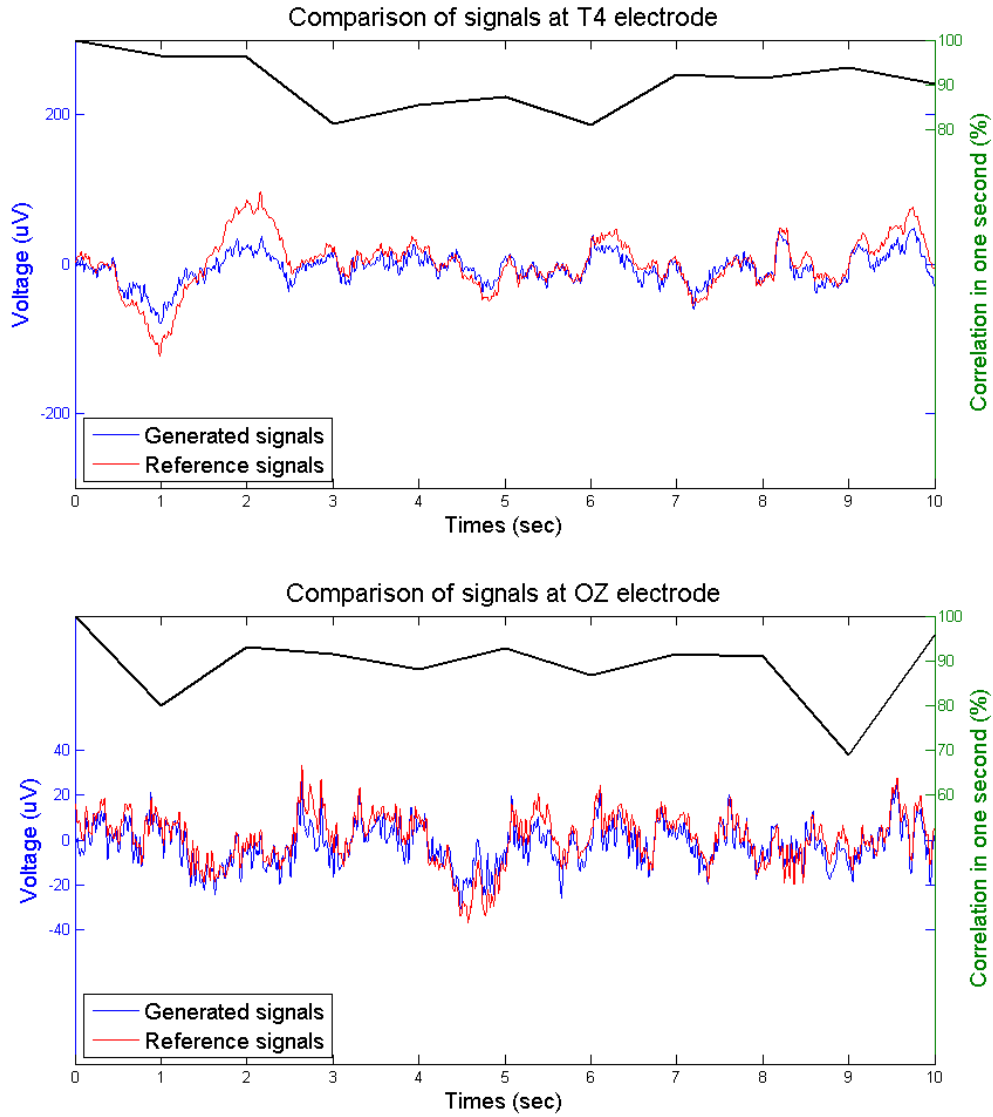 Comparison of signals at T4 electrode
100
90
80
200
0
-200
Voltage (uV)
Correlation in one second (%)
Generated signals
Reference signals
0 1 2 3 4 5 6 7 8 9 10
Times (sec)
Comparison of signals at OZ electrode
100
90
80
70
60
40
20
0
-20
-40
Voltage (uV)
Correlation in one second (%)
Generated signals
Reference signals
0 1 2 3 4 5 6 7 8 9 10
Times (sec)